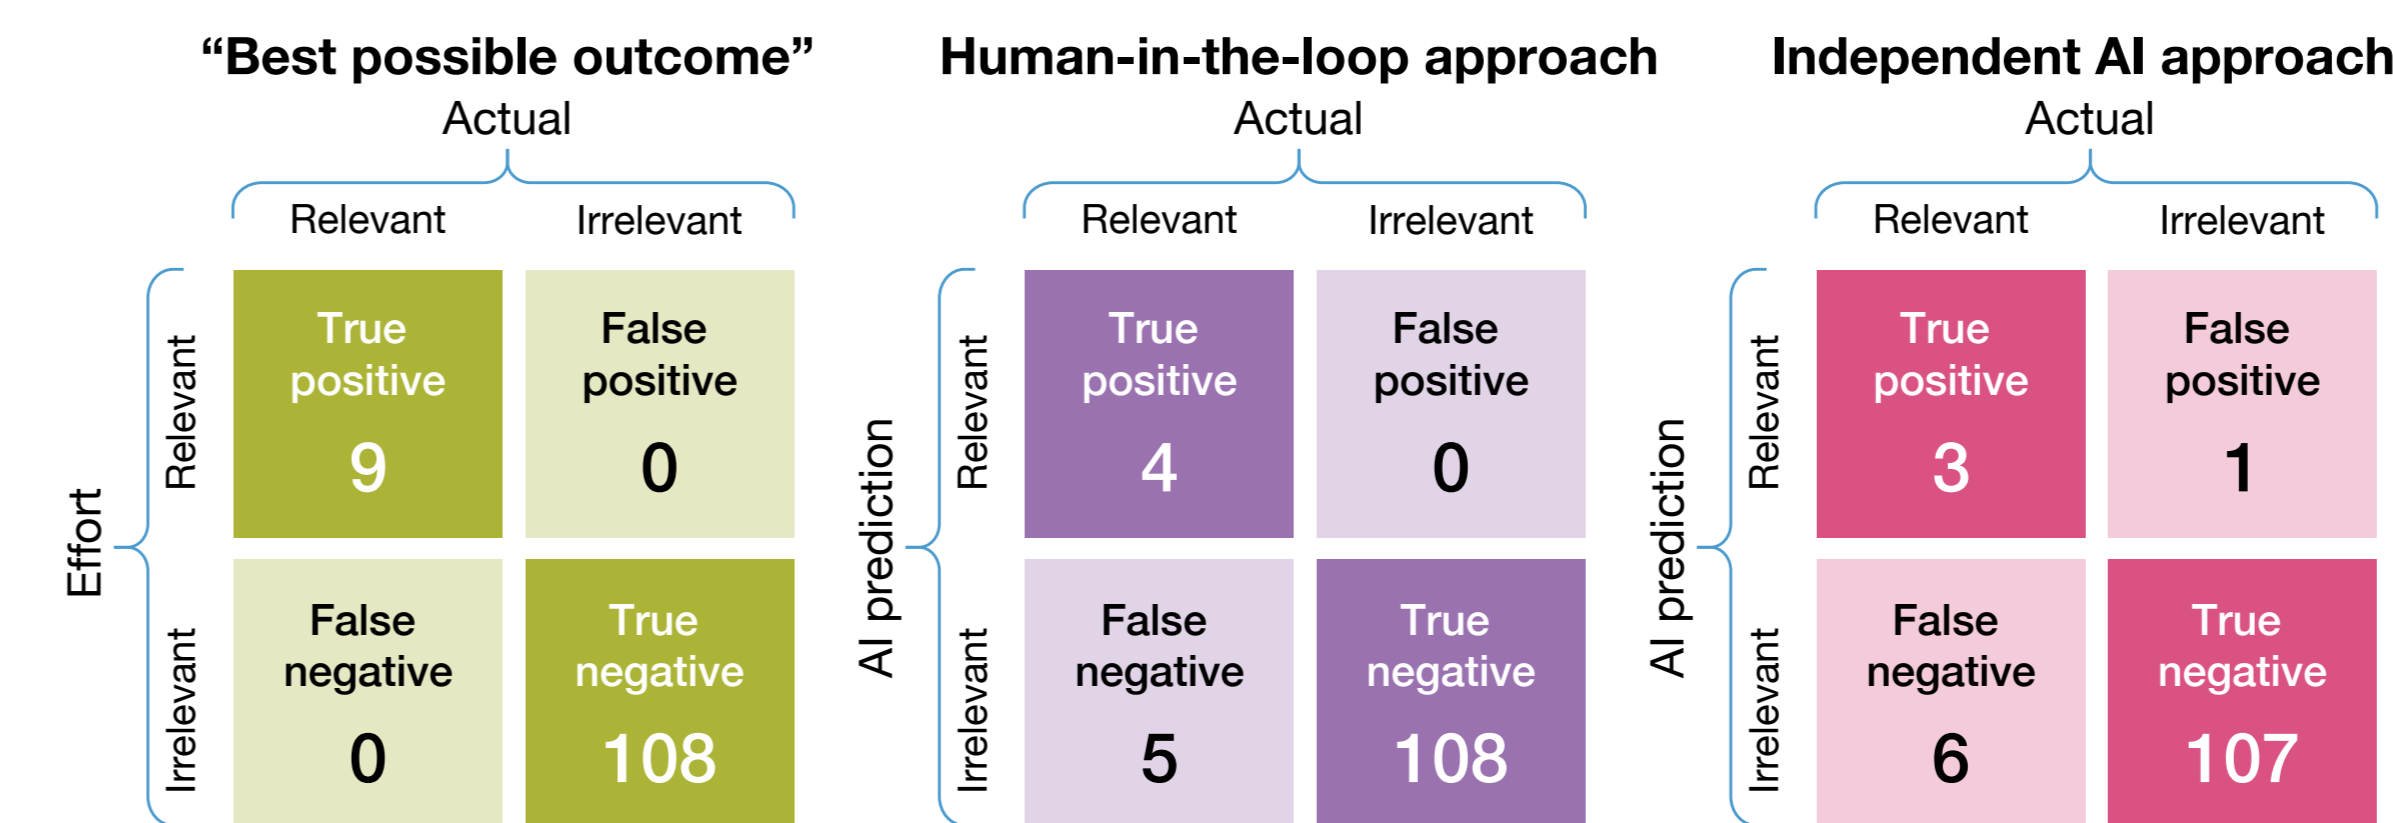 “Best possible outcome”
Actual
Relevant
Irrelevant
Effort
Relevant
Irrelevant
True
positive
9
False
positive
0
False
negative
0
True
negative
108
Human-in-the-loop approach
Actual
Relevant
Irrelevant
AI prediction
Relevant
Irrelevant
True
positive
4
False
positive
0
False
negative
5
True
negative
108
Independent AI approach
Actual
Relevant
Irrelevant
AI prediction
Relevant
Irrelevant
True
positive
3
False
positive
1
False
negative
6
True
negative
107